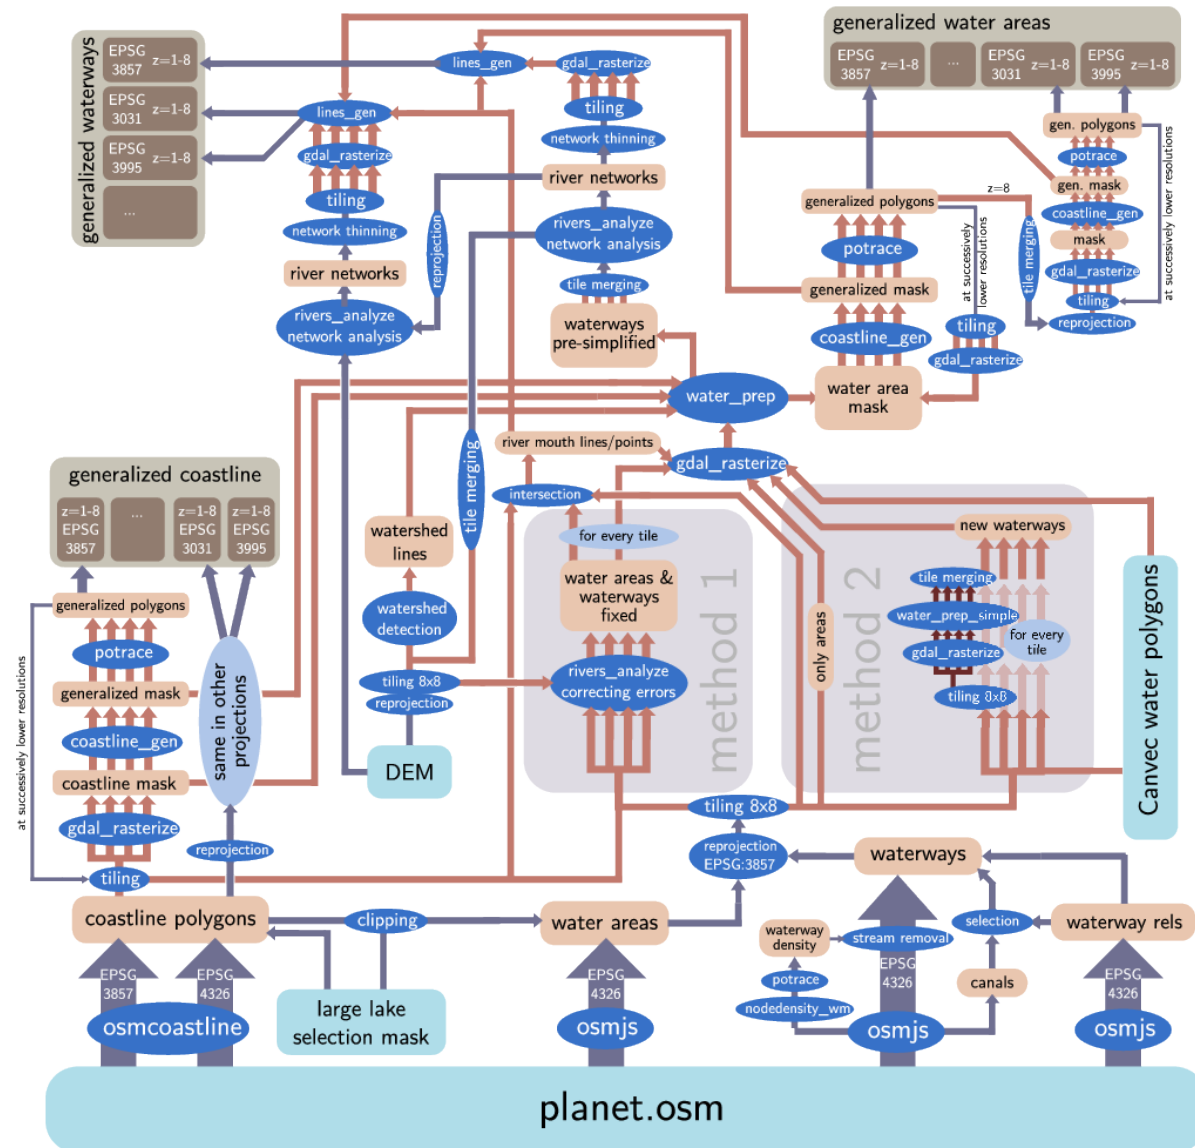 generalized waterways
EPSG
3857
z=1-8
EPSG
3031
z=1-8
EPSG
3995
z=1-8
...
lines_gen
gdal_rasterize
tiling
network thinning
river networks
rivers_analyze
network analysis
tile merging
waterways
pre-simplified
lines_gen
gdal_rasterize
tiling
network thinning
river networks
rivers_analyze
network analysis
reprojection
generalized water areas
EPSG
3857
z=1-8
...
EPSG
3031
z=1-8
EPSG
3995
z=1-8
gen. polygons
potrace
gen. mask
coastline_gen
mask
gdal_rasterize
tiling
reprojection
at successively lower resolutions
z=8
tile merging
generalized polygons
potrace
generalized mask
coastline_gen
water area
mask
at successively
lower resolutions
tiling
gdal_rasterize
water_prep
river mouth lines/points
gdal_rasterize
intersection
tile merging
generalized coastline
z=1-8
EPSG
3857
...
z=1-8
EPSG
3031
z=1-8
EPSG
3995
generalized polygons
potrace
generalized mask
coastline_gen
coastline mask
gdal_rasterize
tiling
at successively lower resolutions
same in other
projections
reprojection
watershed
lines
watershed
detection
tiling 8x8
reprojection
DEM
for every tile
water areas &
waterways
fixed
rivers_analyze
correcting errors
method 1
only areas
method 2
new waterways
tile merging
water_prep_simple
gdal_rasterize
tiling 8x8
for every
tile
Canvec water polygons
tiling 8x8
reprojection
EPSG:3857
waterways
coastline polygons
clipping
water areas
waterway
density
stream removal
selection
waterway rels
potrace
canals
nodedensity_wm
EPSG
3857
EPSG
4326
osmcoastline
large lake
selection mask
EPSG
4326
osmjs
EPSG
4326
osmjs
EPSG
4326
osmjs
planet.osm